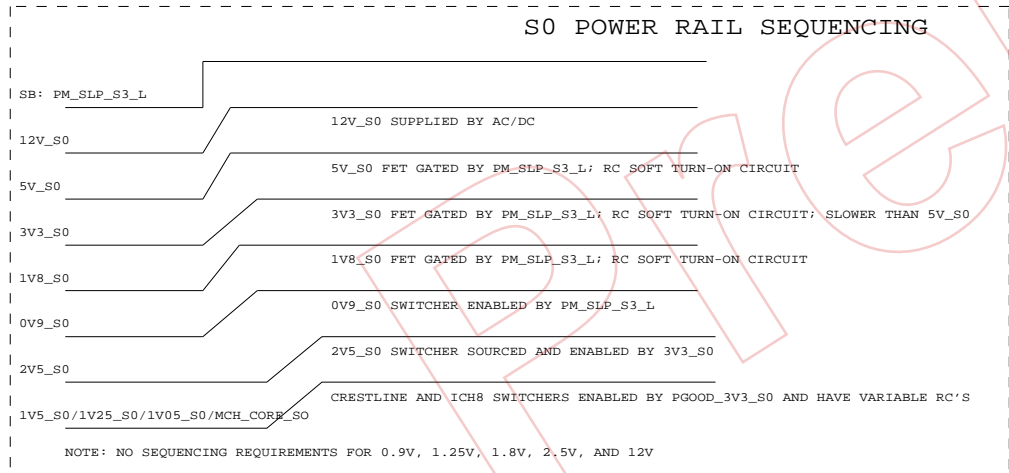 S0 POWER RAIL SEQUENCING
SB: PM_SLP_S3_L
12V_S0 SUPPLIED BY AC/DC
12V_S0
5V_S0 FET GATED BY PM_SLP_S3_L; RC SOFT TURN-ON CIRCUIT
5V_S0
3V3_S0 FET GATED BY PM_SLP_S3_L; RC SOFT TURN-ON CIRCUIT; SLOWER THAN 5V_S0
3V3_S0
1V8_S0 FET GATED BY PM_SLP_S3_L; RC SOFT TURN-ON CIRCUIT
1V8_S0
0V9_S0 SWITCHER ENABLED BY PM_SLP_S3_L
0V9_S0
2V5_S0 SWITCHER SOURCED AND ENABLED BY 3V3_S0
2V5_S0
CRESTLINE AND ICH8 SWITCHERS ENABLED BY PGOOD_3V3_S0 AND HAVE VARIABLE RC'S
1V5_S0/1V25_S0/1V05_S0/MCH_CORE_SO
NOTE: NO SEQUENCING REQUIREMENTS FOR 0.9V, 1.25V, 1.8V, 2.5V, AND 12V
Pre